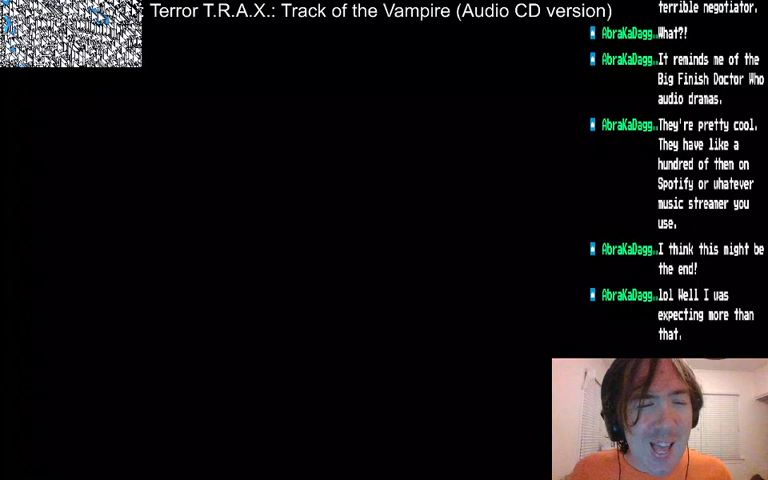 : Terror T.R.A.X.: Track of the Vampire (Audio CD version)
terrible negotiator.
AbraKaDagg.. What?!
AbraKaDagg.. It reminds me of the
Big Finish Doctor Who
audio dramas.
AbraKaDagg.. They're pretty cool.
They have like a
hundred of them on
Spotify or whatever
music streamer you
use.
AbraKaDagg.. I think this might be
the end!
AbraKaDagg.. lol Well I was
expecting more than
that.